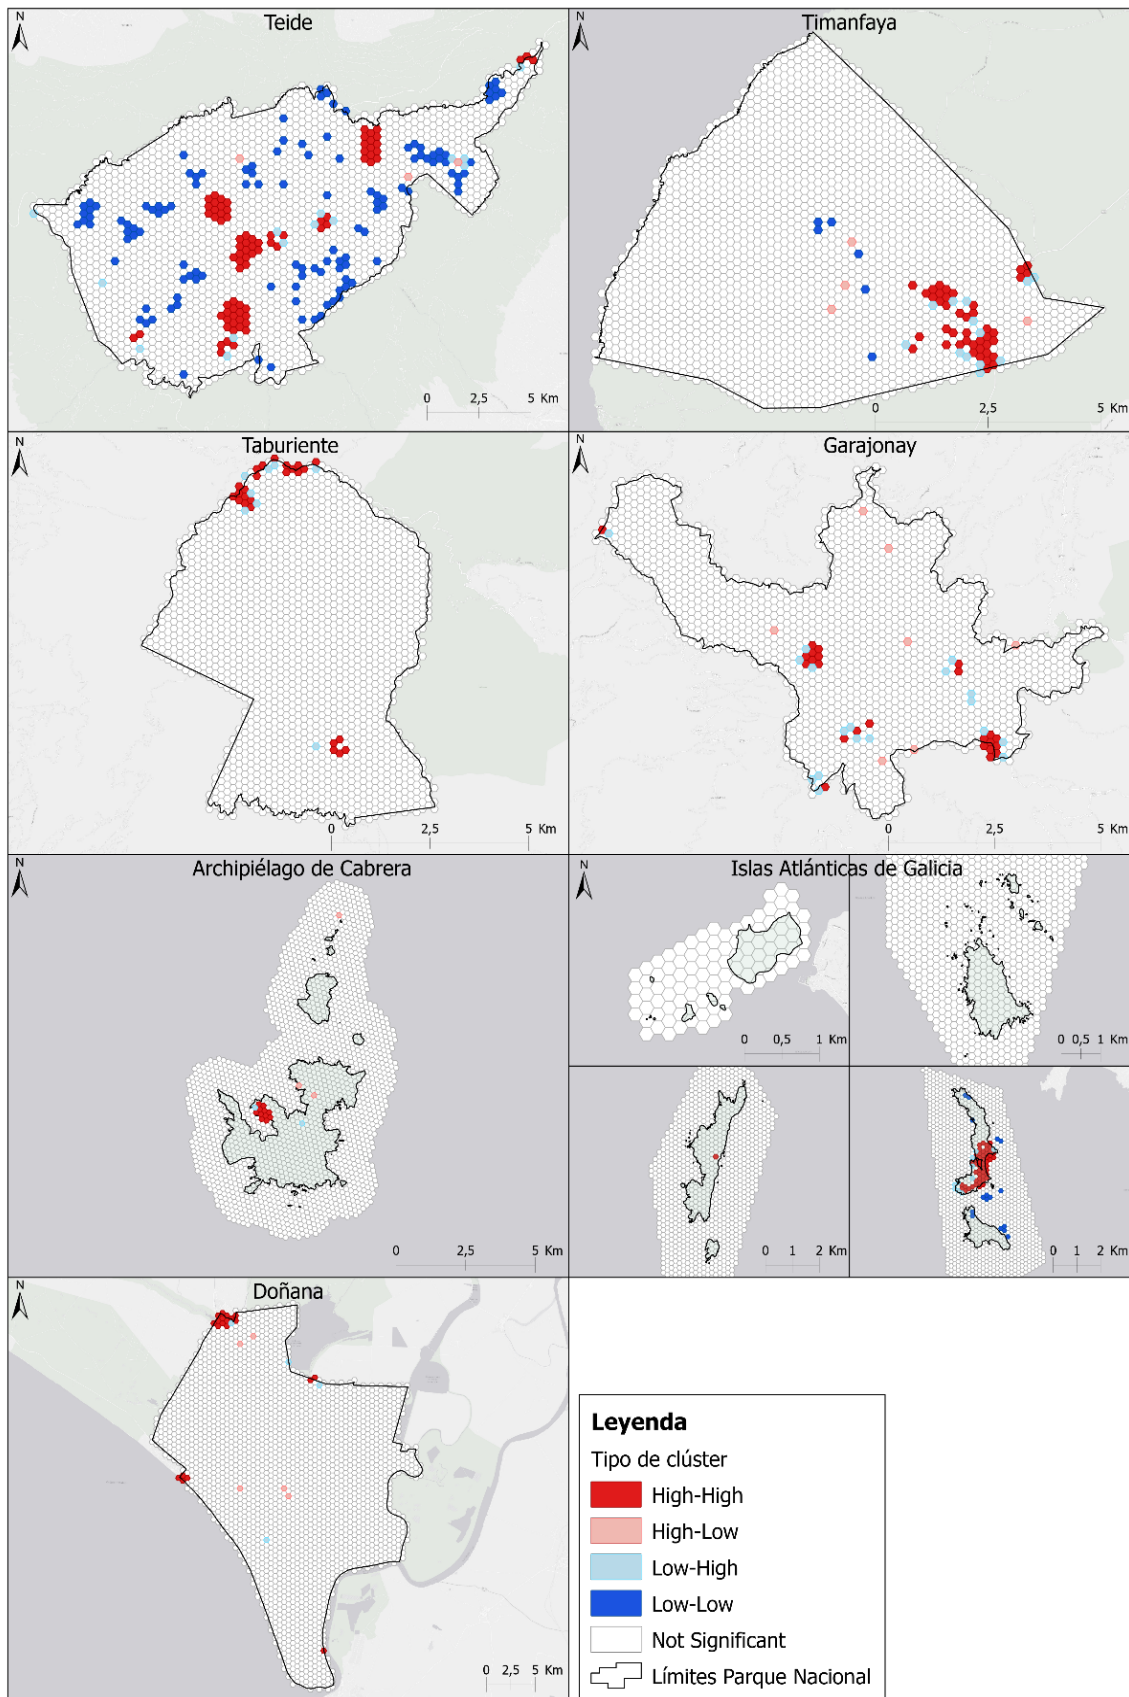 Teide
N
0 2,5 5 Km
Timanfaya
N
0 2,5 5 Km
Taburiente
N
0 2,5 5 Km
Garajonay
N
0 2,5 5 Km
Archipiélago de Cabrera
N
0 2,5 5 Km
Islas Atlánticas de Galicia
N
0 0,5 1 Km
0 0,5 1 Km
0 1 2 Km
0 1 2 Km
Doñana
N
0 2,5 5 Km
Leyenda
Tipo de clúster
High-High
High-Low
Low-High
Low-Low
Not Significant
Límites Parque Nacional